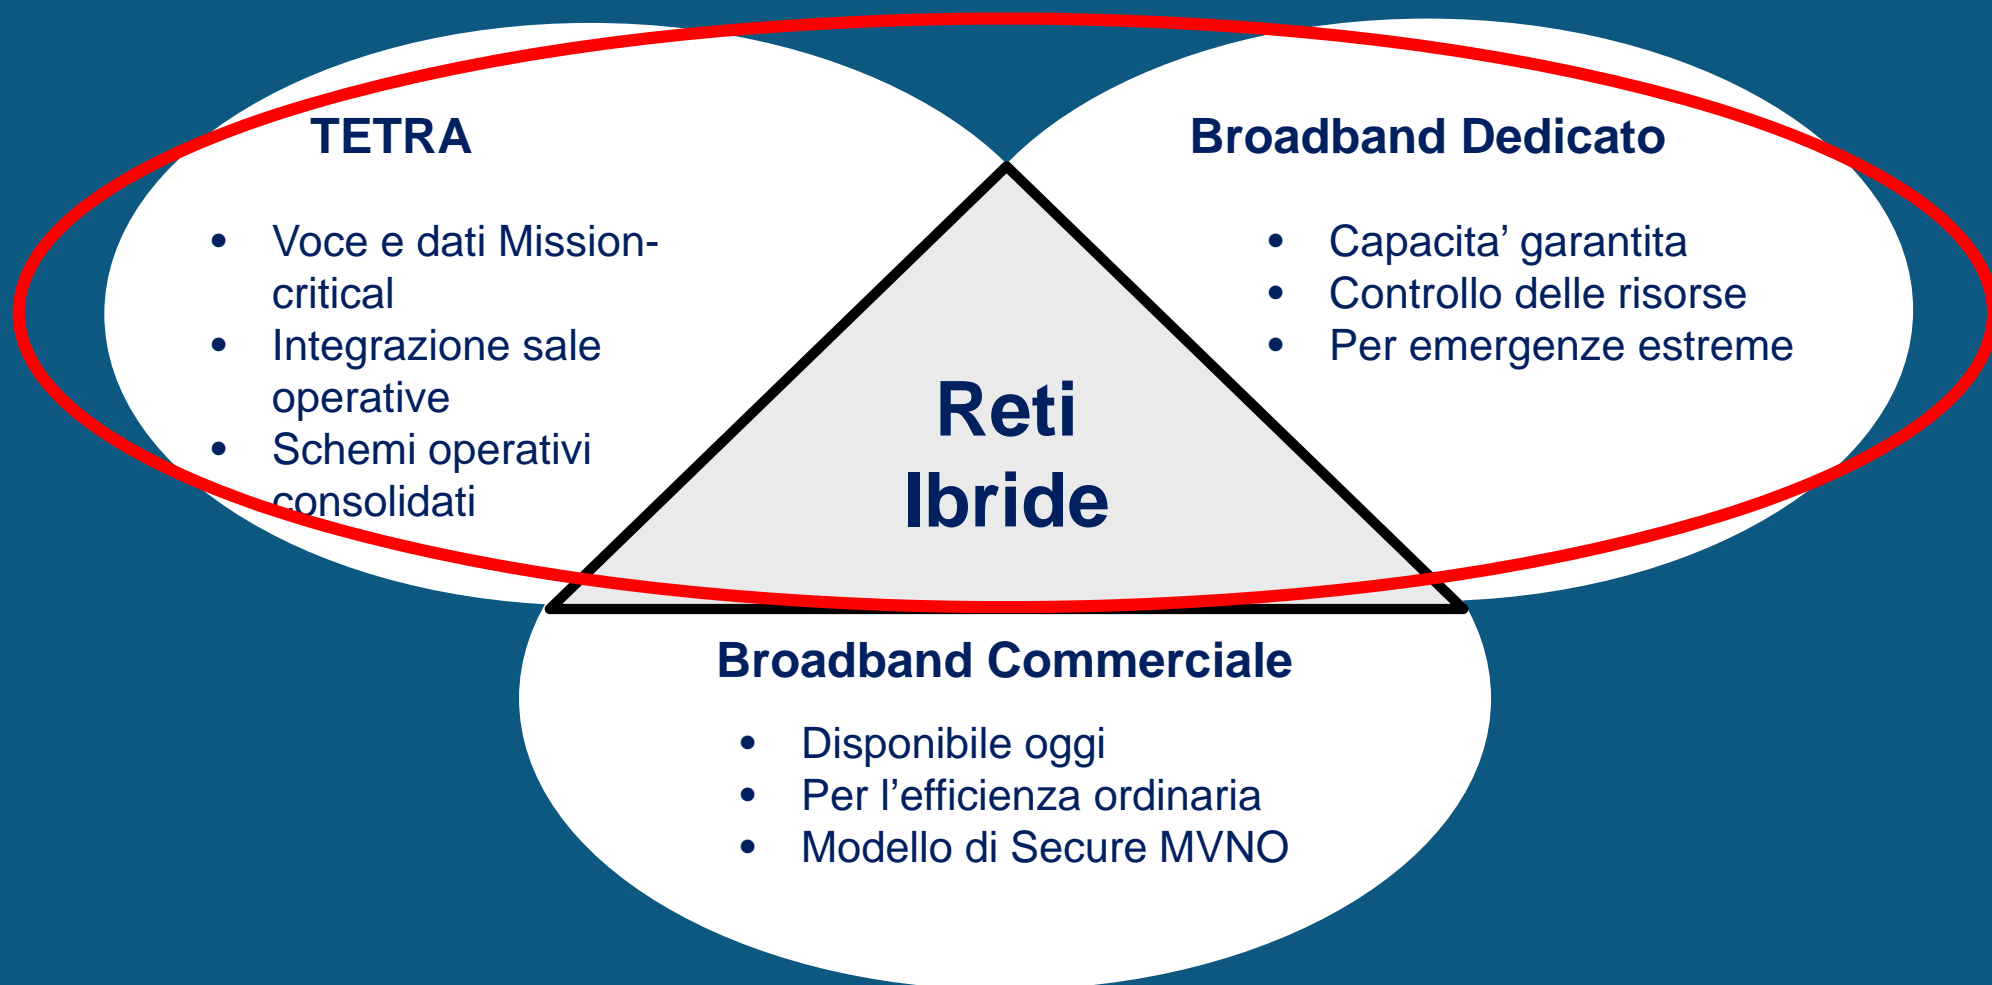 TETRA
• Voce e dati Mission-
critical
• Integrazione sale
operative
• Schemi operativi
consolidati
Broadband Dedicato
• Capacita’ garantita
• Controllo delle risorse
• Per emergenze estreme
Reti
Ibride
Broadband Commerciale
• Disponibile oggi
• Per l’efficienza ordinaria
• Modello di Secure MVNO